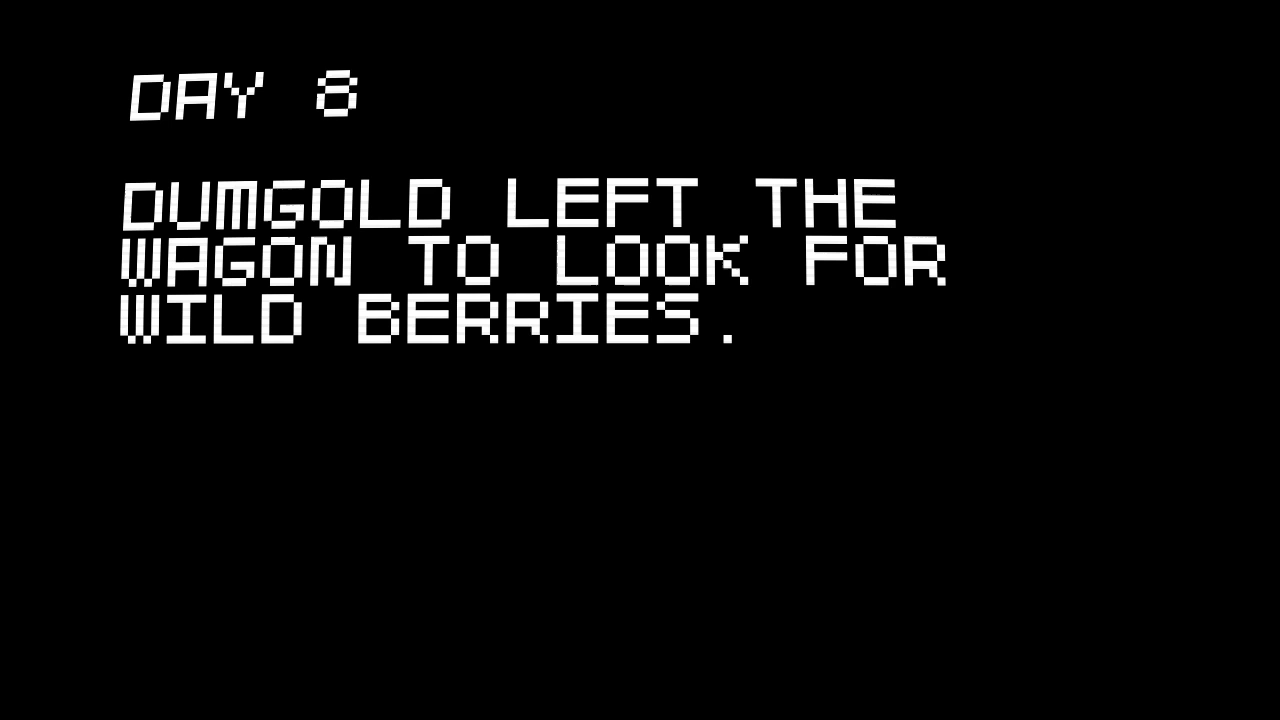 DAY 8
DUMGOLD LEFT THE
WAGON TO LOOK FOR
WILD BERRIES.